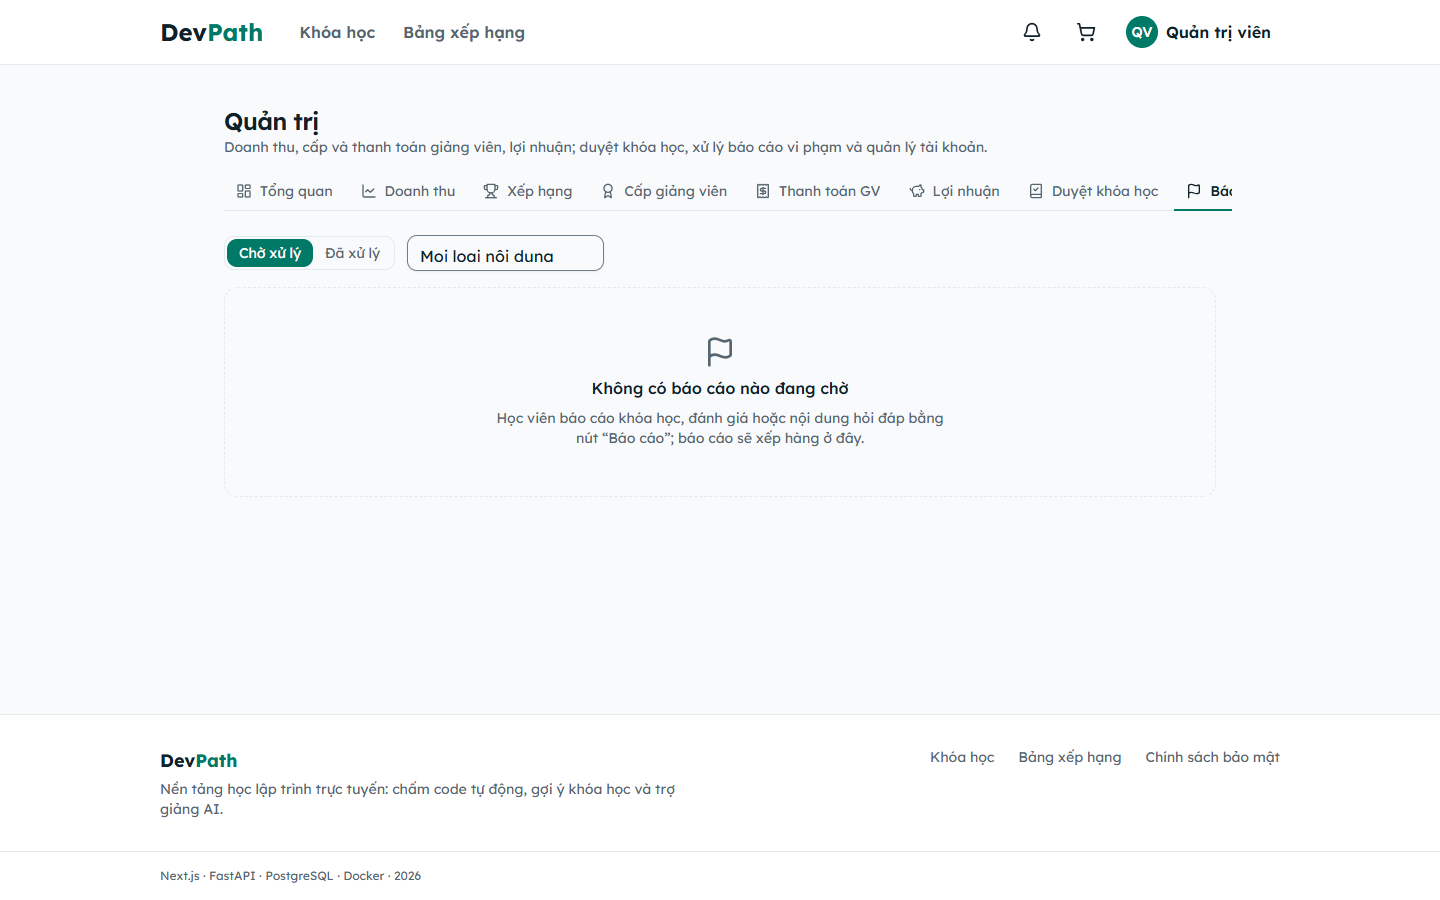 DevPath Khóa học Bảng xếp hạng QV Quản trị viên
Quản trị
Doanh thu, cấp và thanh toán giảng viên, lợi nhuận; duyệt khóa học, xử lý báo cáo vi phạm và quản lý tài khoản.
Tổng quan Doanh thu Xếp hạng Cấp giảng viên Thanh toán GV Lợi nhuận Duyệt khóa học
Chờ xử lý Đã xử lý Mọi loại nội dung
Không có báo cáo nào đang chờ
Học viên báo cáo khóa học, đánh giá hoặc nội dung hỏi đáp bằng
nút “Báo cáo”; báo cáo sẽ xếp hàng ở đây.
DevPath
Nền tảng học lập trình trực tuyến: chấm code tự động, gợi ý khóa học và trợ
giảng AI.
Khóa học Bảng xếp hạng Chính sách bảo mật
Next.js · FastAPI · PostgreSQL · Docker · 2026